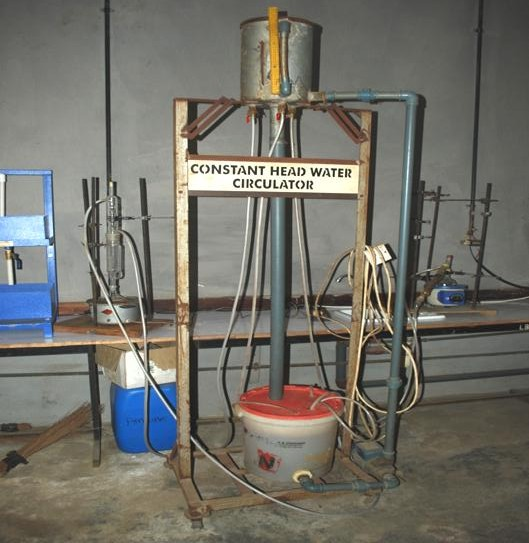 CONSTANT HEAD WATER
CIRCULATOR